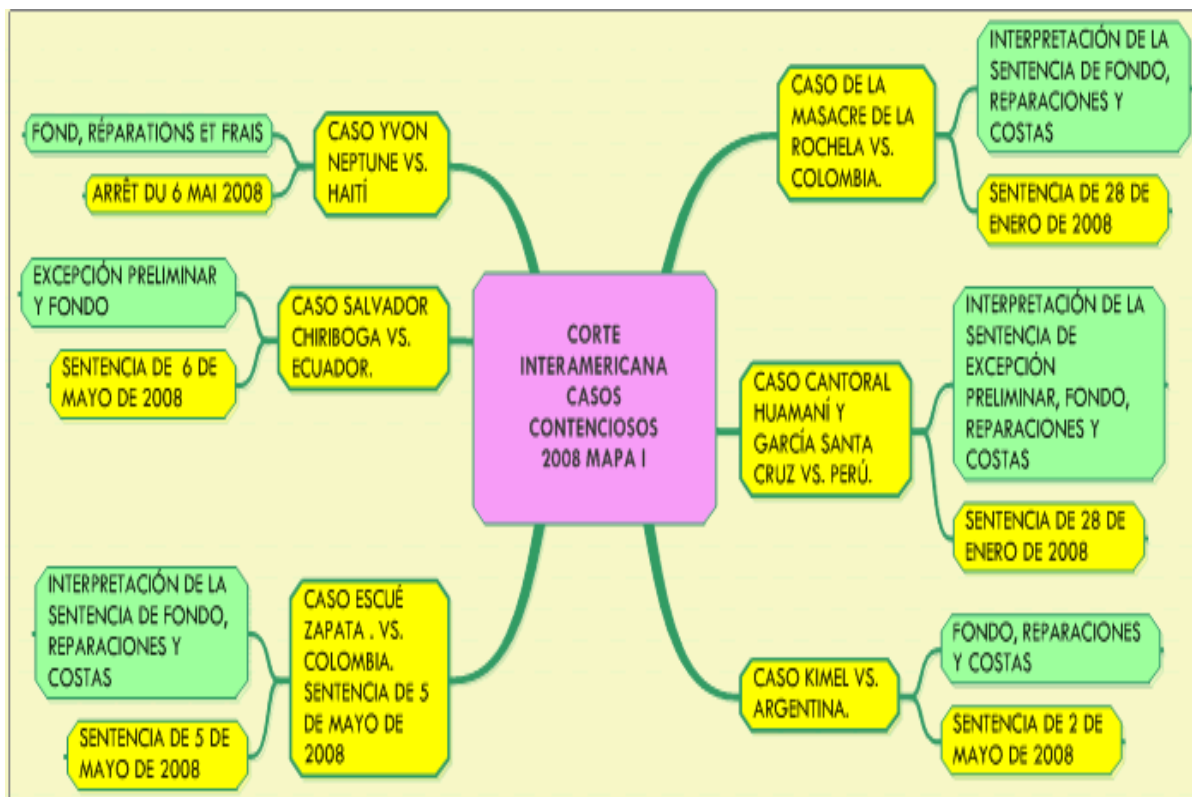 CORTE
INTERAMERICANA
CASOS
CONTENCIOSOS
2008 MAPA I
CASO DE LA
MASACRE DE LA
ROCHELA VS.
COLOMBIA.
INTERPRETACIÓN DE LA
SENTENCIA DE FONDO,
REPARACIONES Y
COSTAS
SENTENCIA DE 28 DE
ENERO DE 2008
CASO CANTORAL
HUAMANÍ Y
GARCÍA SANTA
CRUZ VS. PERÚ.
INTERPRETACIÓN DE LA
SENTENCIA DE
EXCEPCIÓN
PRELIMINAR, FONDO,
REPARACIONES Y
COSTAS
SENTENCIA DE 28 DE
ENERO DE 2008
CASO KIMEL VS.
ARGENTINA.
FONDO, REPARACIONES
Y COSTAS
SENTENCIA DE 2 DE
MAYO DE 2008
CASO ESCUÉ
ZAPATA . VS.
COLOMBIA.
SENTENCIA DE 5
DE MAYO DE
2008
INTERPRETACIÓN DE LA
SENTENCIA DE FONDO,
REPARACIONES Y
COSTAS
SENTENCIA DE 5 DE
MAYO DE 2008
CASO SALVADOR
CHIRIBOGA VS.
ECUADOR.
EXCEPCIÓN PRELIMINAR
Y FONDO
SENTENCIA DE  6 DE
MAYO DE 2008
CASO YVON
NEPTUNE VS.
HAITÍ
FOND, RÉPARATIONS ET FRAIS
ARRÊT DU 6 MAI 2008